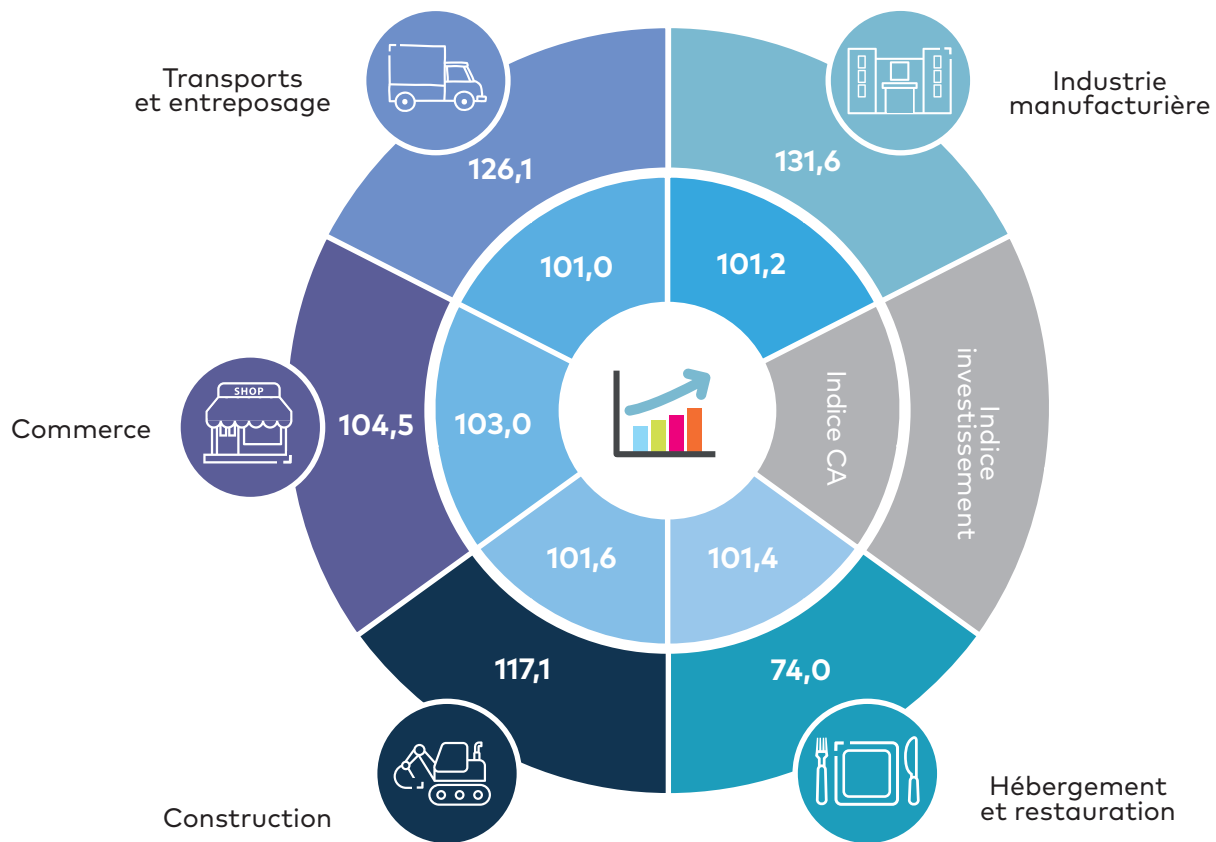 Transports
et entreposage
Industrie
manufacturière
126,1
131,6
101,0
101,2
Indice
investissement
Indice CA
SHOP
Commerce
104,5
103,0
101,6
101,4
117,1
74,0
Construction
Hébergement
et restauration